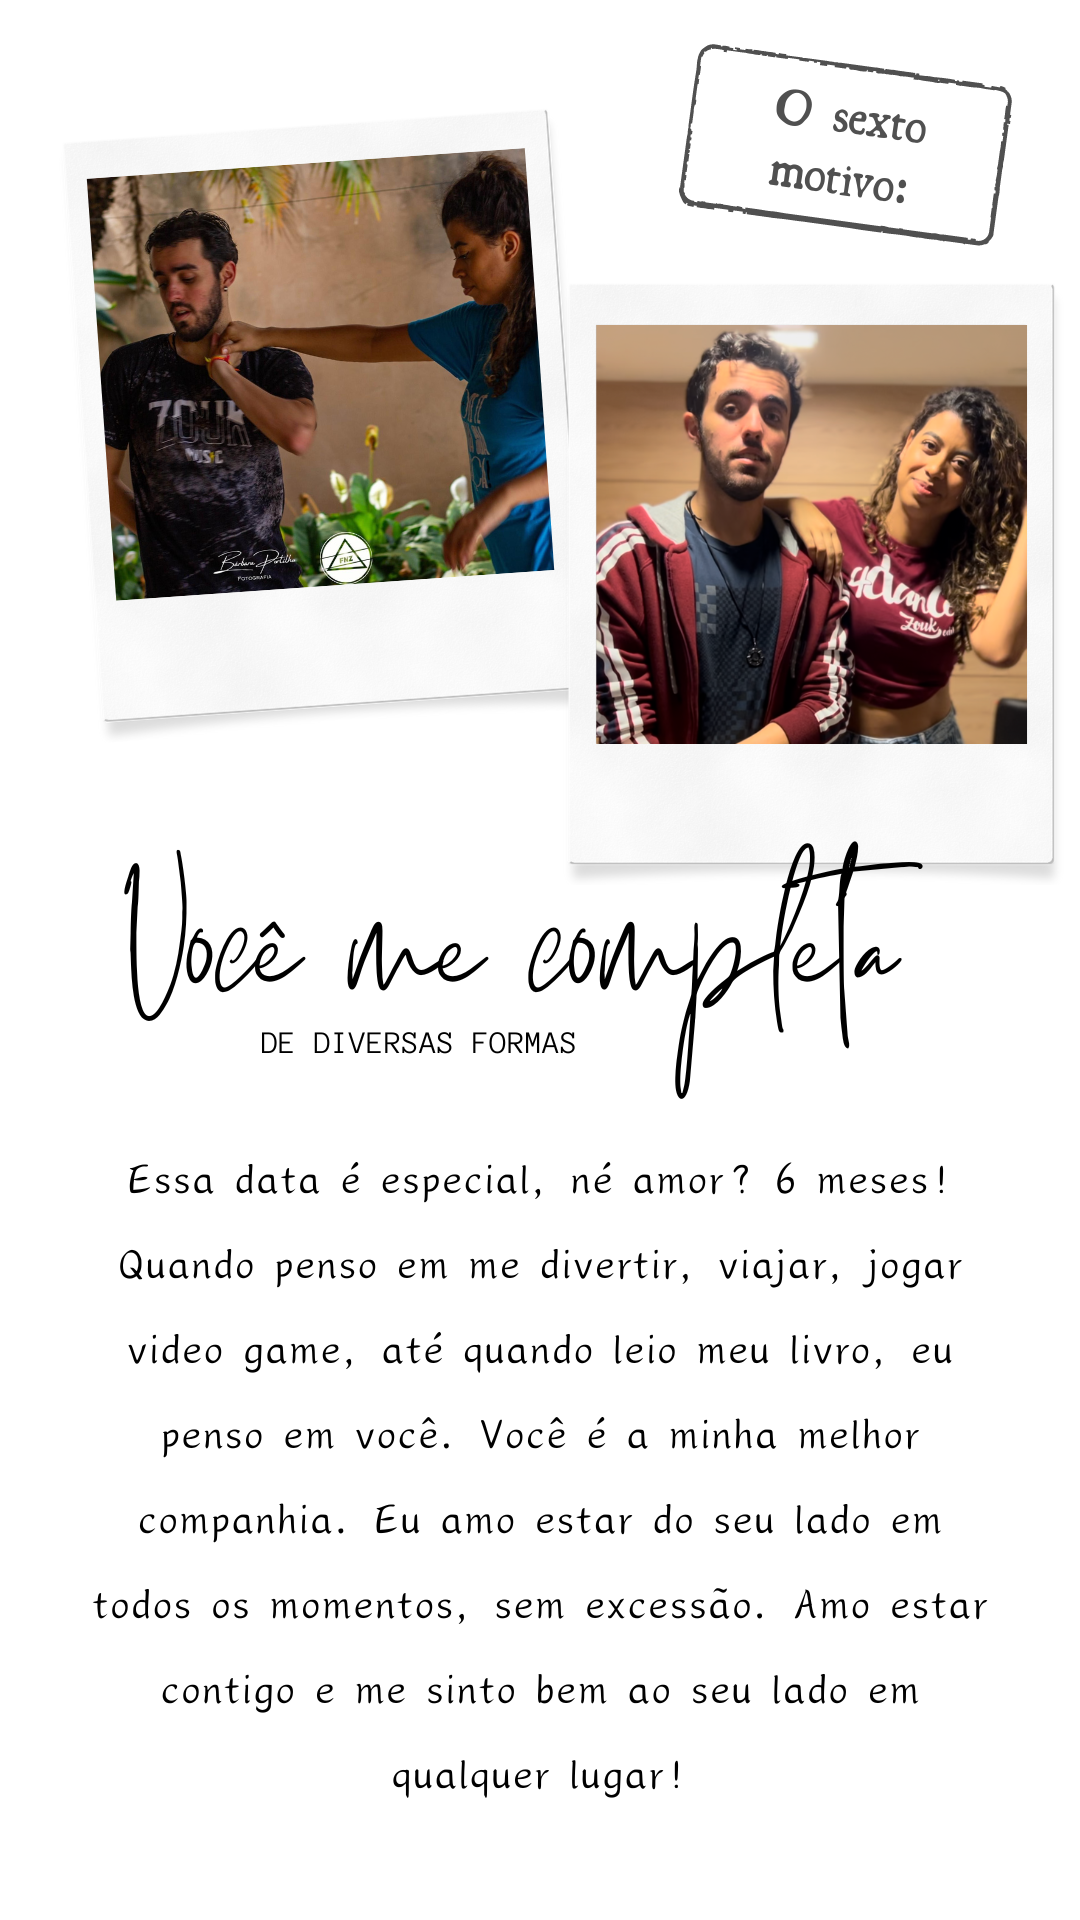 O sexto
motivo:
ZOUK
MUSIC
Bárbara Portilho
FOTOGRAFIA
FNZ
Zouk
Você me completa
DE DIVERSAS FORMAS
Essa data é especial, né amor? 6 meses!
Quando penso em me divertir, viajar, jogar
video game, até quando leio meu livro, eu
penso em você. Você é a minha melhor
companhia. Eu amo estar do seu lado em
todos os momentos, sem excessão. Amo estar
contigo e me sinto bem ao seu lado em
qualquer lugar!